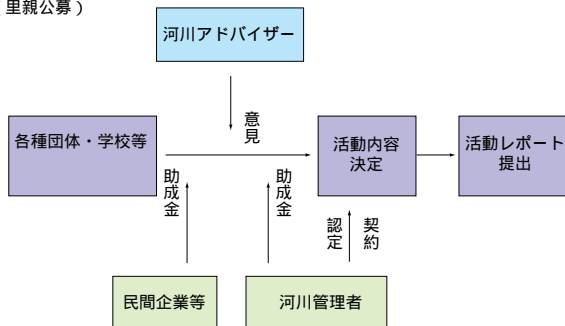 里親公募)
河川アドバイザー
意見
各種団体・学校等
活動内容
決定
活動レポート
提出
助成金
助成金
認定
契約
民間企業等
河川管理者